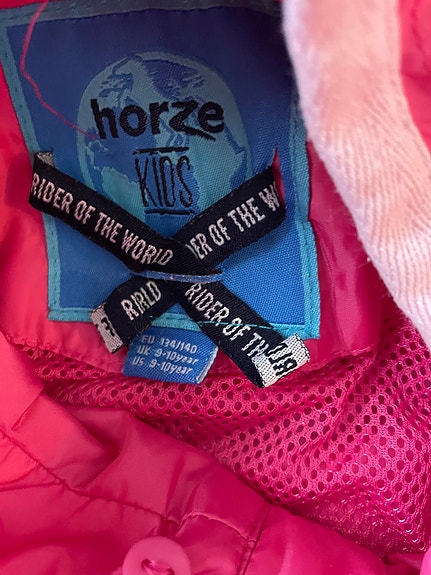 horze
KIDS
RIDER OF THE WORLD
DER OF THE W
RIDER OF TH
EU 134/140
UK 9-10year
US 9-10year